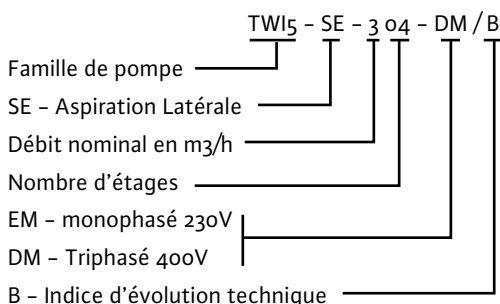 TWI5 – SE – 3 04 – DM / B
Famille de pompe
SE – Aspiration Latérale
Débit nominal en m3/h
Nombre d'étages
EM – monophasé 230V
DM – Triphasé 400V
B – Indice d'évolution technique